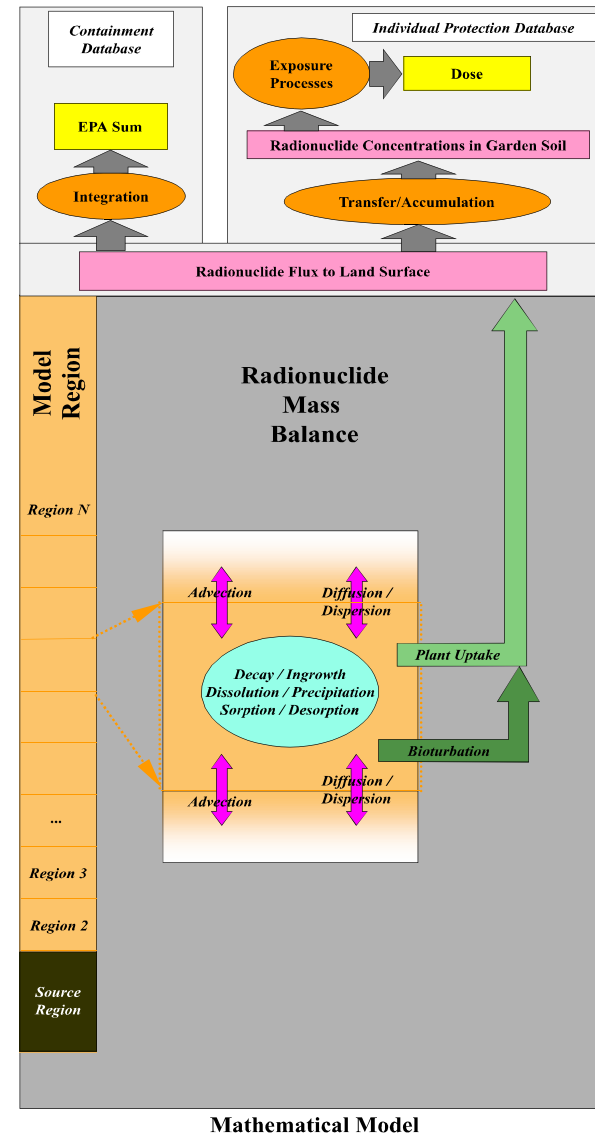 Containment
Database
Individual Protection Database
Exposure
Processes
Dose
EPA Sum
Radionuclide Concentrations in Garden Soil
Integration
Transfer/Accumulation
Radionuclide Flux to Land Surface
Model
Region
Radionuclide
Mass
Balance
Region N
Advection
Diffusion /
Dispersion
Plant Uptake
Decay / Ingrowth
Dissolution / Precipitation
Sorption / Desorption
Bioturbation
Advection
Diffusion /
Dispersion
...
Region 3
Region 2
Source
Region
Mathematical Model